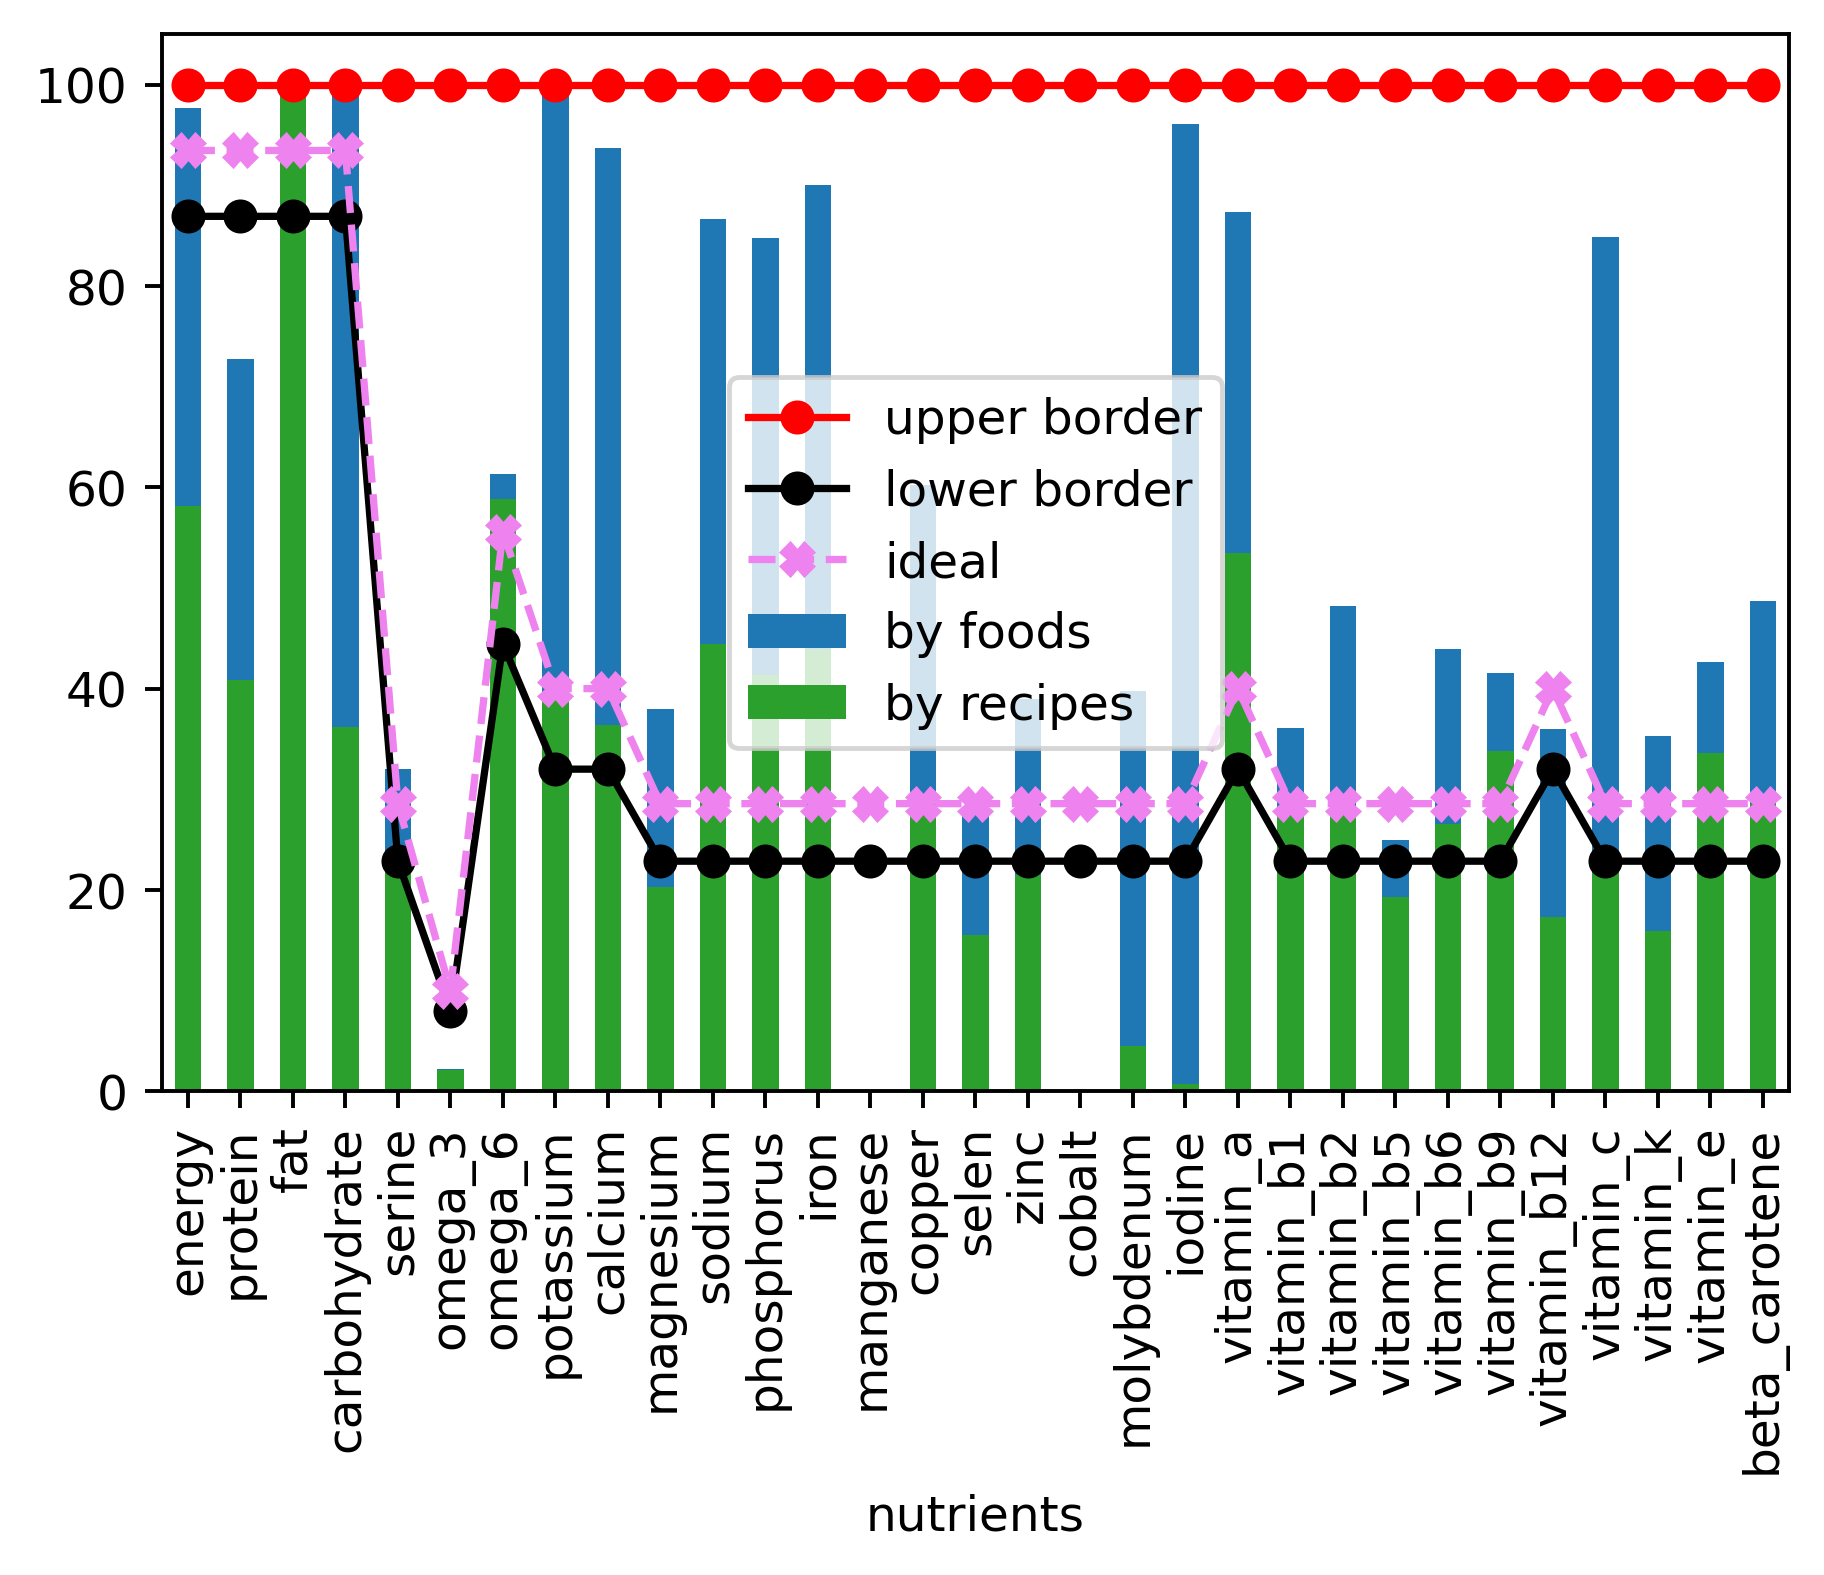 100
80
60
40
20
0
upper border
lower border
ideal
by foods
by recipes
energy
protein
fat
carbohydrate
serine
omega_3
omega_6
potassium
calcium
magnesium
sodium
phosphorus
iron
manganese
copper
selen
zinc
cobalt
molybdenum
iodine
vitamin_a
vitamin_b1
vitamin_b2
vitamin_b5
vitamin_b6
vitamin_b9
vitamin_b12
vitamin_c
vitamin_k
vitamin_e
beta_carotene
nutrients